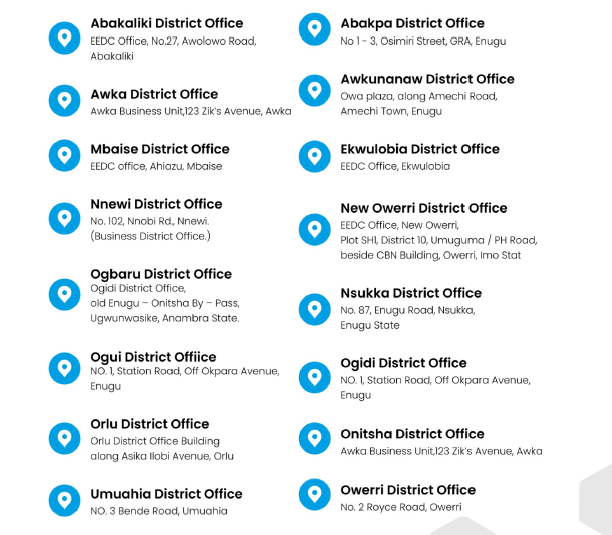 Abakaliki District Office
EEDC Office, No.27, Awolowo Road,
Abakaliki
Abakpa District Office
No 1 - 3, Osimiri Street, GRA, Enugu
Awka District Office
Awka Business Unit,123 Zik's Avenue, Awka
Awkunanaw District Office
Owa plaza, along Amechi Road,
Amechi Town, Enugu
Mbaise District Office
EEDC office, Ahiazu, Mbaise
Ekwulobia District Office
EEDC Office, Ekwulobia
Nnewi District Office
No. 102, Nnobi Rd., Nnewi.
(Business District Office.)
New Owerri District Office
EEDC Office, New Owerri,
Plot SH1, District 10, Umuguma / PH Road,
beside CBN Building, Owerri, Imo Stat
Ogbaru District Office
Ogidi District Office,
old Enugu – Onitsha By – Pass,
Ugwunwasike, Anambra State.
Nsukka District Office
No. 87, Enugu Road, Nsukka,
Enugu State
Ogui District Offiice
NO. 1, Station Road, Off Okpara Avenue,
Enugu
Ogidi District Office
NO. 1, Station Road, Off Okpara Avenue,
Enugu
Orlu District Office
Orlu District Office Building
along Asika Ilobi Avenue, Orlu
Onitsha District Office
Awka Business Unit,123 Zik's Avenue, Awka
Umuahia District Office
NO. 3 Bende Road, Umuahia
Owerri District Office
No. 2 Royce Road, Owerri